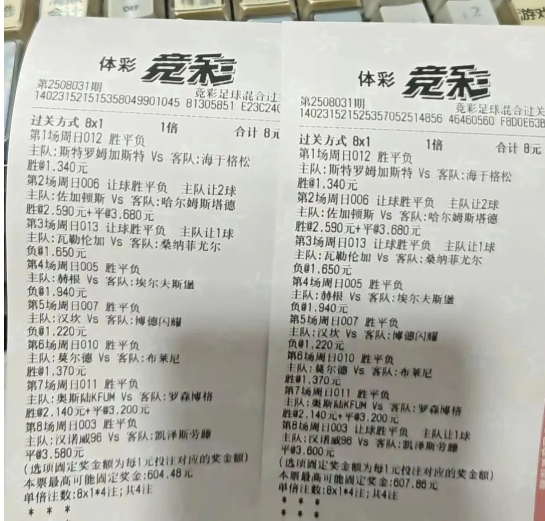 体彩 竞彩
第2508031期
竞彩足球混合过
140231521515358049901045 81305851 E23C24
过关方式 8x1 1倍 合计 8元
第1场周日012 胜平负
主队:斯特罗姆加斯特 Vs 客队:海于格松
胜@1.340元
第2场周日006 让球胜平负 主队让2球
主队:佐加顿斯 Vs 客队:哈尔姆斯塔德
胜@2.590元+平@3.680元
第3场周日013 让球胜平负 主队让1球
主队:瓦勒伦加 Vs 客队:桑纳菲尤尔
负@1.650元
第4场周日005 胜平负
主队:赫根 Vs 客队:埃尔夫斯堡
负@1.940元
第5场周日007 胜平负
主队:汉坎 Vs 客队:博德闪耀
负@1.220元
第6场周日010 胜平负
主队:莫尔德 Vs 客队:布莱尼
胜@1.370元
第7场周日011 胜平负
主队:奥斯陆KFUM Vs 客队:罗森博格
胜@2.140元+平@3.200元
第8场周日003 胜平负
主队:汉诺威96 Vs 客队:凯泽斯劳滕
平@3.580元
(选项固定奖金额为每1元投注对应的奖金额)
本票最高可能固定奖金:604.48元
单倍注数:8x1*4注;共4注
* * *
体彩 竞彩
第2508031期
竞彩足球混合过关
140231521525357052514856 46460560 F8D0E63B
过关方式 8x1 1倍 合计 8元
第1场周日012 胜平负
主队:斯特罗姆加斯特 Vs 客队:海于格松
胜@1.340元
第2场周日006 让球胜平负 主队让2球
主队:佐加顿斯 Vs 客队:哈尔姆斯塔德
胜@2.590元+平@3.680元
第3场周日013 让球胜平负 主队让1球
主队:瓦勒伦加 Vs 客队:桑纳菲尤尔
负@1.650元
第4场周日005 胜平负
主队:赫根 Vs 客队:埃尔夫斯堡
负@1.940元
第5场周日007 胜平负
主队:汉坎 Vs 客队:博德闪耀
负@1.220元
第6场周日010 胜平负
主队:莫尔德 Vs 客队:布莱尼
胜@1.370元
第7场周日011 胜平负
主队:奥斯陆KFUM Vs 客队:罗森博格
胜@2.140元+平@3.200元
第8场周日003 让球胜平负 主队让1球
主队:汉诺威96 Vs 客队:凯泽斯劳滕
平@3.600元
(选项固定奖金额为每1元投注对应的奖金额)
本票最高可能固定奖金:607.86元
单倍注数:8x1*4注;共4注
* * *
游戏